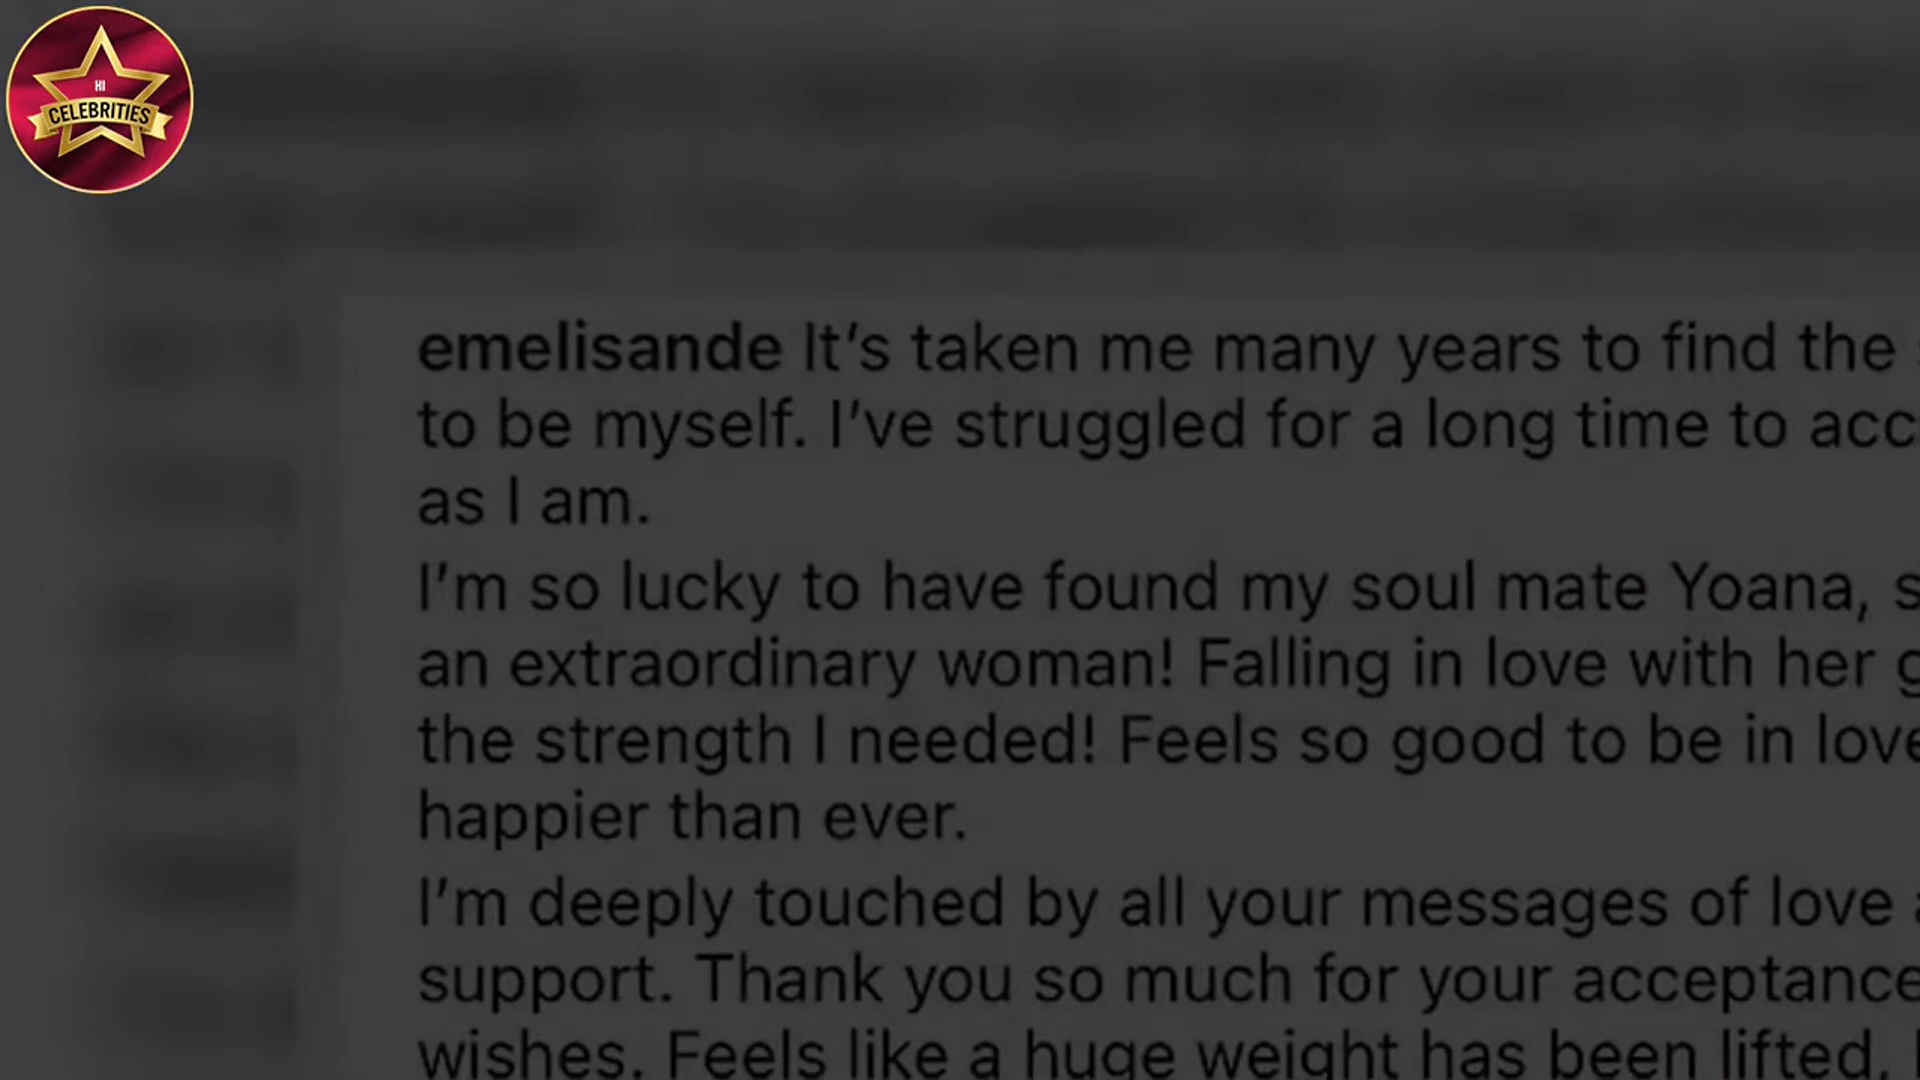 HI
CELEBRITIES
emelisande It's taken me many years to find the
to be myself. I've struggled for a long time to acc
as I am.
I'm so lucky to have found my soul mate Yoana, s
an extraordinary woman! Falling in love with her g
the strength I needed! Feels so good to be in love
happier than ever.
I'm deeply touched by all your messages of love a
support. Thank you so much for your acceptance
wishes. Feels like a huge weight has been lifted,